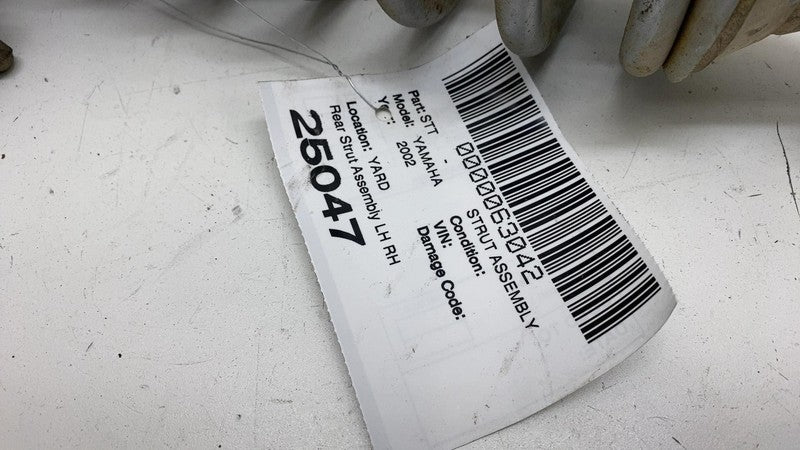 0000063042
Part: STT - STRUT ASSEMBLY
Model: YAMAHA Condition:
2002 VIN:
Damage Code:
Location: YARD
Rear Strut Assembly LH RH
25047